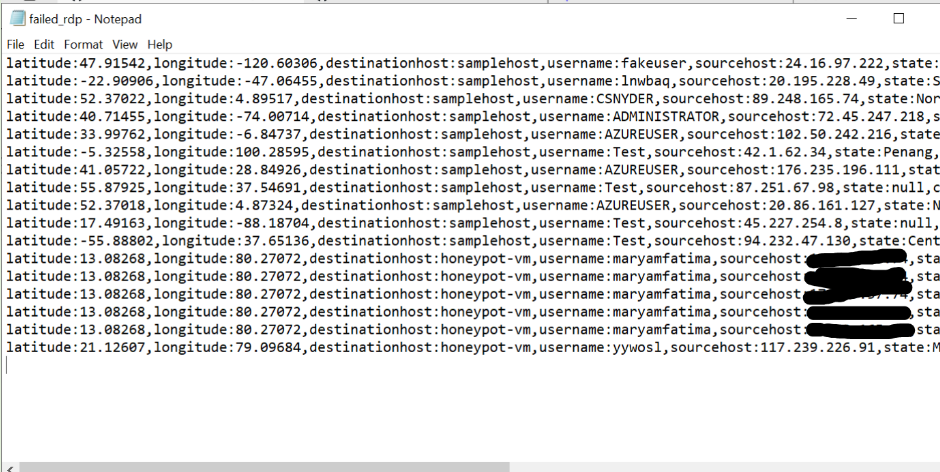 failed_rdp - Notepad
File Edit Format View Help
latitude:47.91542,longitude:-120.60306,destinationhost:samplehost,username:fakeuser,sourcehost:24.16.97.222,state:
latitude:-22.90906,longitude:-47.06455,destinationhost:samplehost,username:lnwbaq,sourcehost:20.195.228.49,state:S
latitude:52.37022,longitude:4.89517,destinationhost:samplehost,username:CSNYDER,sourcehost:89.248.165.74,state:Nor
latitude:40.71455,longitude:-74.00714,destinationhost:samplehost,username:ADMINISTRATOR,sourcehost:72.45.247.218,s
latitude:33.99762,longitude:-6.84737,destinationhost:samplehost,username:AZUREUSER,sourcehost:102.50.242.216,state
latitude:-5.32558,longitude:100.28595,destinationhost:samplehost,username:Test,sourcehost:42.1.62.34,state:Penang,
latitude:41.05722,longitude:28.84926,destinationhost:samplehost,username:AZUREUSER,sourcehost:176.235.196.111,stat
latitude:55.87925,longitude:37.54691,destinationhost:samplehost,username:Test,sourcehost:87.251.67.98,state:null,c
latitude:52.37018,longitude:4.87324,destinationhost:samplehost,username:AZUREUSER,sourcehost:20.86.161.127,state:N
latitude:17.49163,longitude:-88.18704,destinationhost:samplehost,username:Test,sourcehost:45.227.254.8,state:null,
latitude:-55.88802,longitude:37.65136,destinationhost:samplehost,username:Test,sourcehost:94.232.47.130,state:Cent
latitude:13.08268,longitude:80.27072,destinationhost:honeypot-vm,username:maryamfatima,sourcehost: sta
latitude:13.08268,longitude:80.27072,destinationhost:honeypot-vm,username:maryamfatima,sourcehost: sta
latitude:13.08268,longitude:80.27072,destinationhost:honeypot-vm,username:maryamfatima,sourcehost: sta
latitude:13.08268,longitude:80.27072,destinationhost:honeypot-vm,username:maryamfatima,sourcehost: sta
latitude:13.08268,longitude:80.27072,destinationhost:honeypot-vm,username:maryamfatima,sourcehost: sta
latitude:21.12607,longitude:79.09684,destinationhost:honeypot-vm,username:yywosl,sourcehost:117.239.226.91,state:M